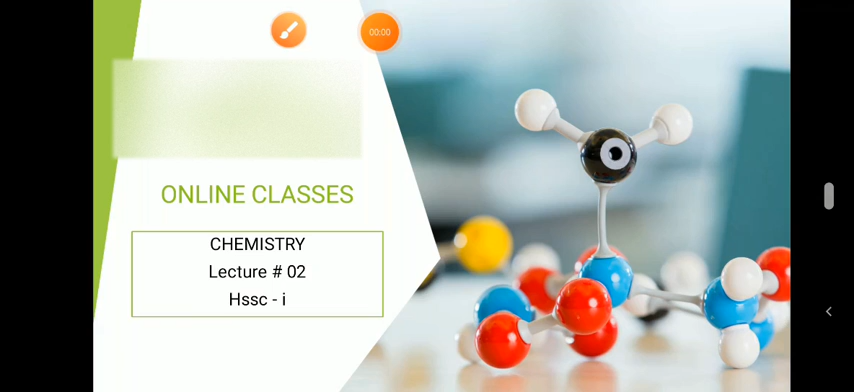 00:00
ONLINE CLASSES
CHEMISTRY
Lecture # 02
Hssc - i